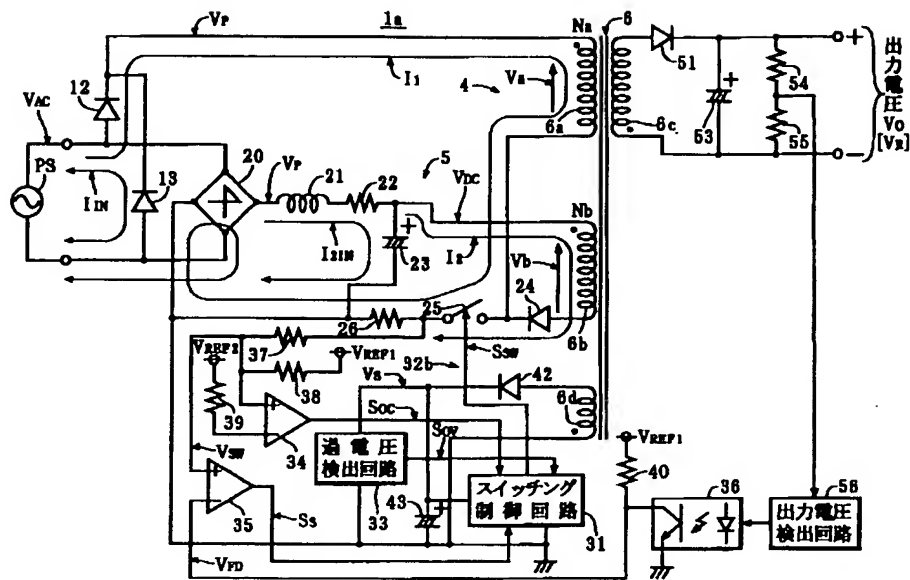 VP
1a
Na
6
VAC
12
I1
4
Va
6a
6c
51
53
54
55
出力電圧VO[VR]
PS
13
20
VP
21
22
5
VDC
Nb
IIN
I2IN
23
I2
Vb
24
6b
25
26
SSW
37
VREF2
VREF1
38
32b
VS
42
39
SOC
6d
34
過電圧
検出回路
33
SOV
VREF1
40
VSW
35
SS
43
スイッチング
制御回路
31
36
出力電圧
検出回路
56
VFD